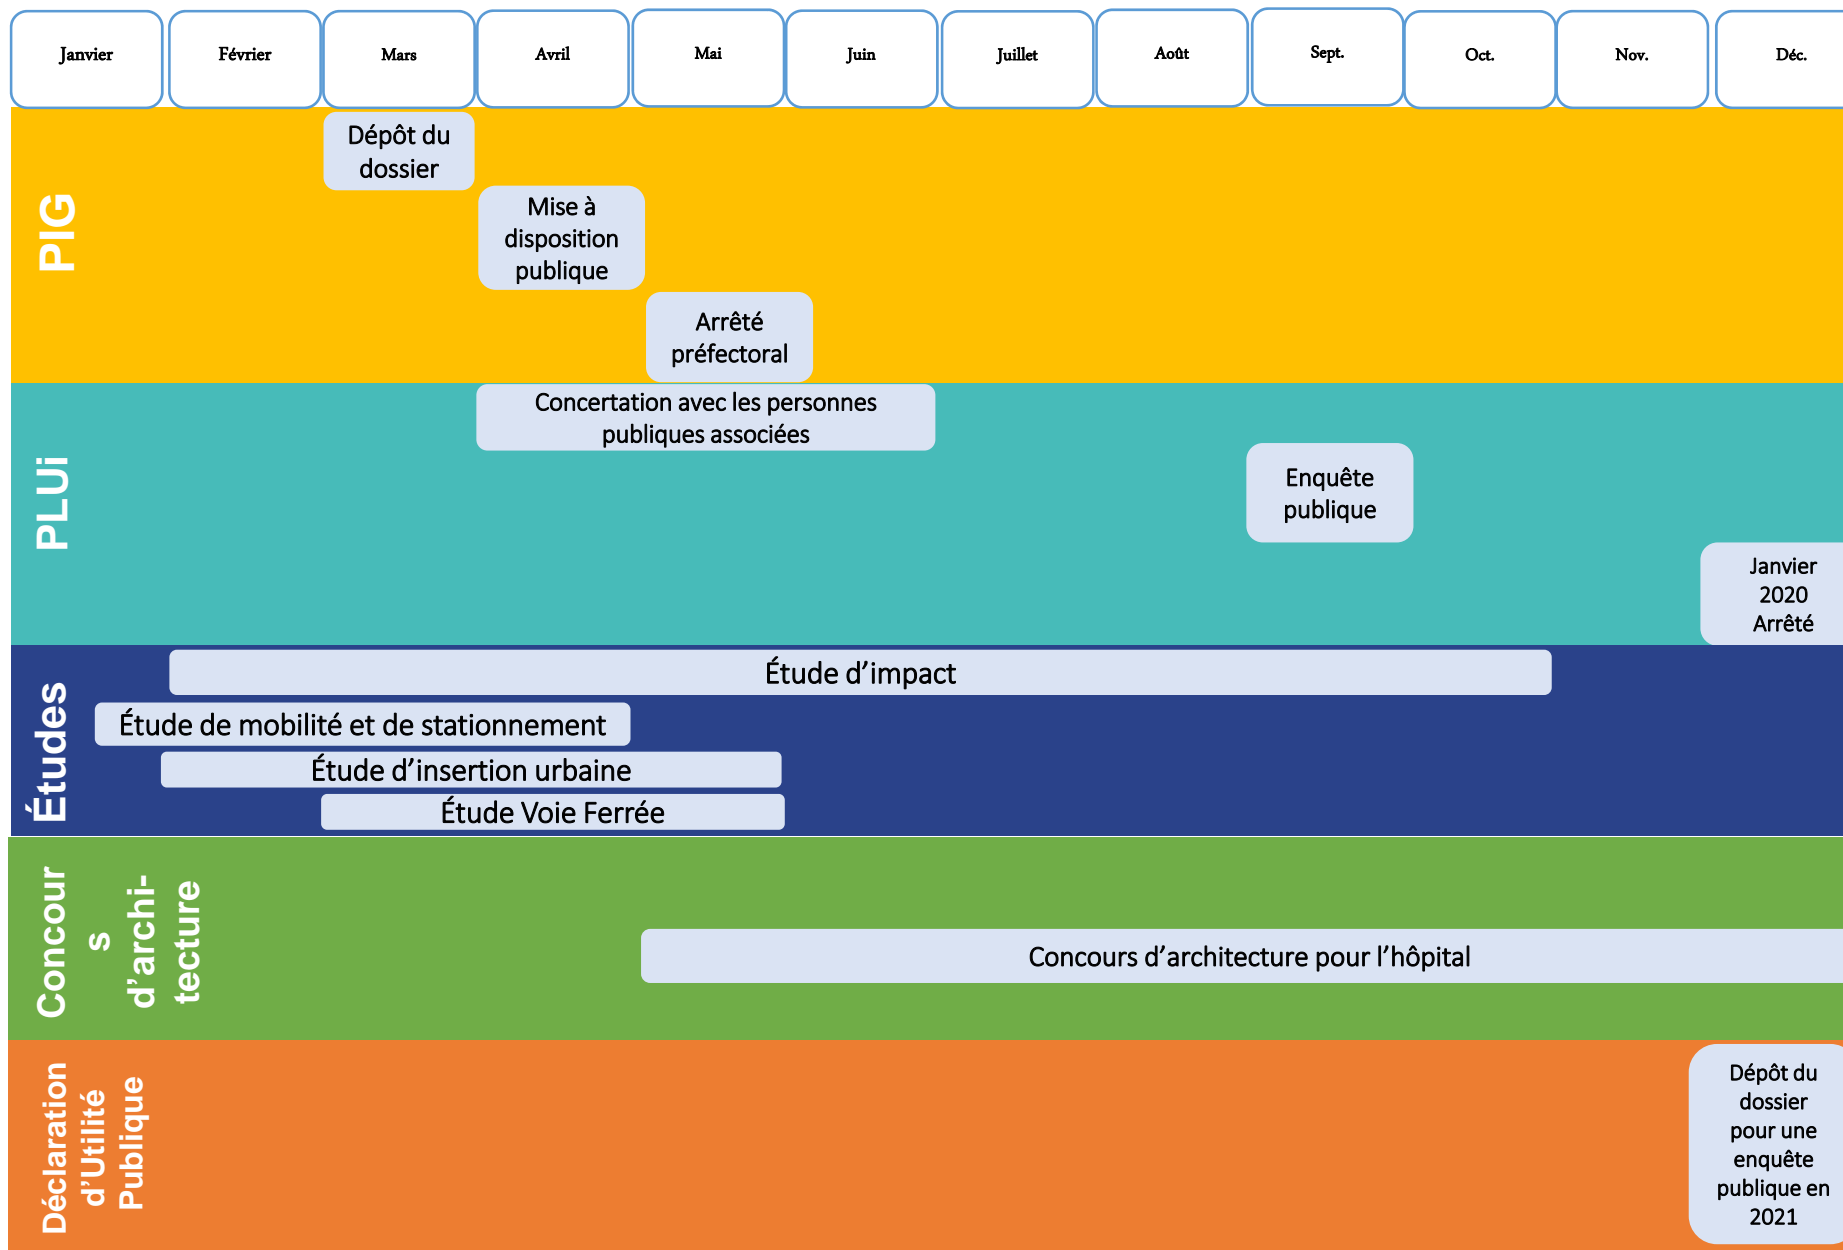 Janvier
Février
Mars
Avril
Mai
Juin
Juillet
Août
Sept.
Oct.
Nov.
Déc.
PIG
Dépôt du
dossier
Mise à
disposition
publique
Arrêté
préfectoral
PLUi
Concertation avec les personnes
publiques associées
Enquête
publique
Janvier
2020
Arrêté
Études
Étude d’impact
Étude de mobilité et de stationnement
Étude d’insertion urbaine
Étude Voie Ferrée
Concour
s
d’archi-
tecture
Concours d’architecture pour l’hôpital
Déclaration
d’Utilité
Publique
Dépôt du
dossier
pour une
enquête
publique en
2021